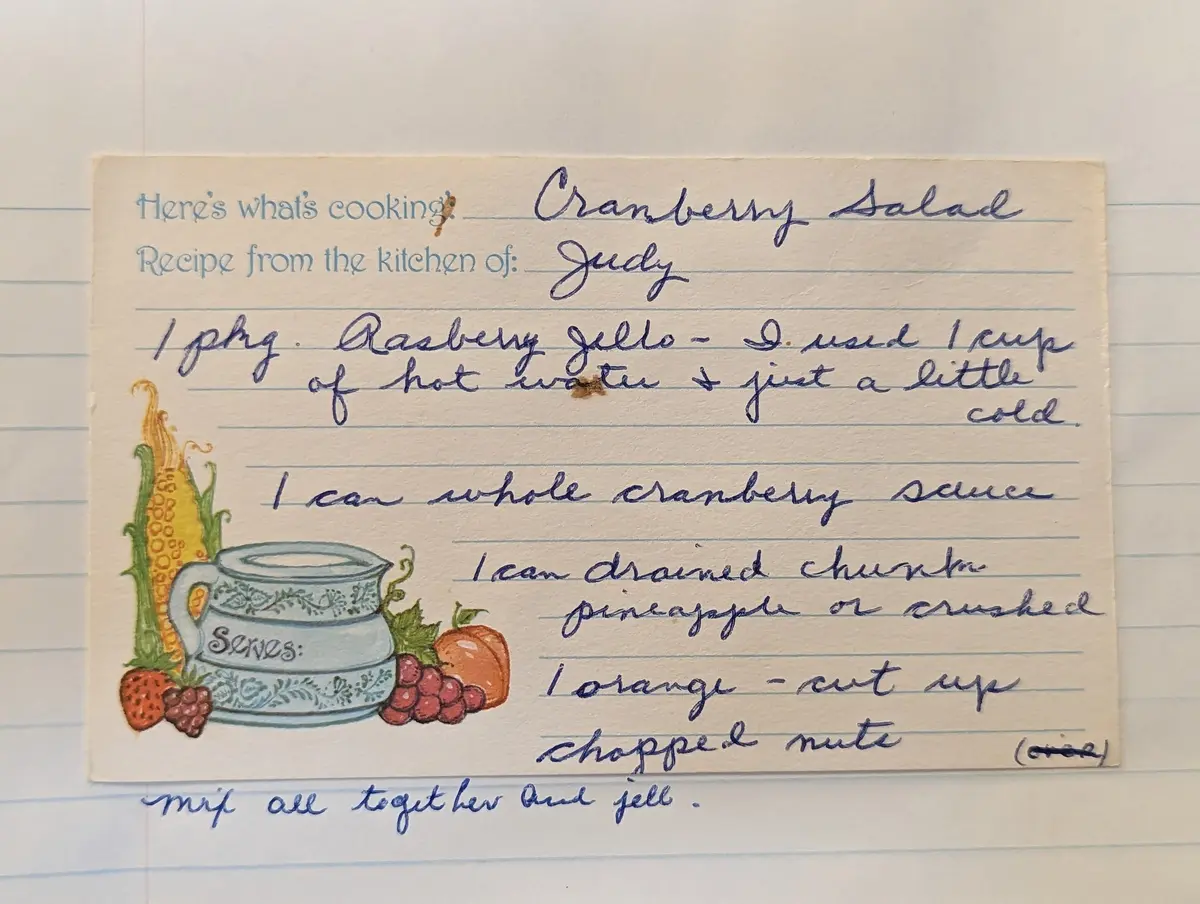 Here's what's cooking: Cranberry Salad
Recipe from the kitchen of: Judy
1 pkg. Rasberry Jello - I used 1 cup
of hot water & just a little
cold.
1 can whole cranberry sauce
1 can drained chunk
pineapple or crushed
Serves:
1 orange - cut up
chopped nuts (over)
mix all together and jell.